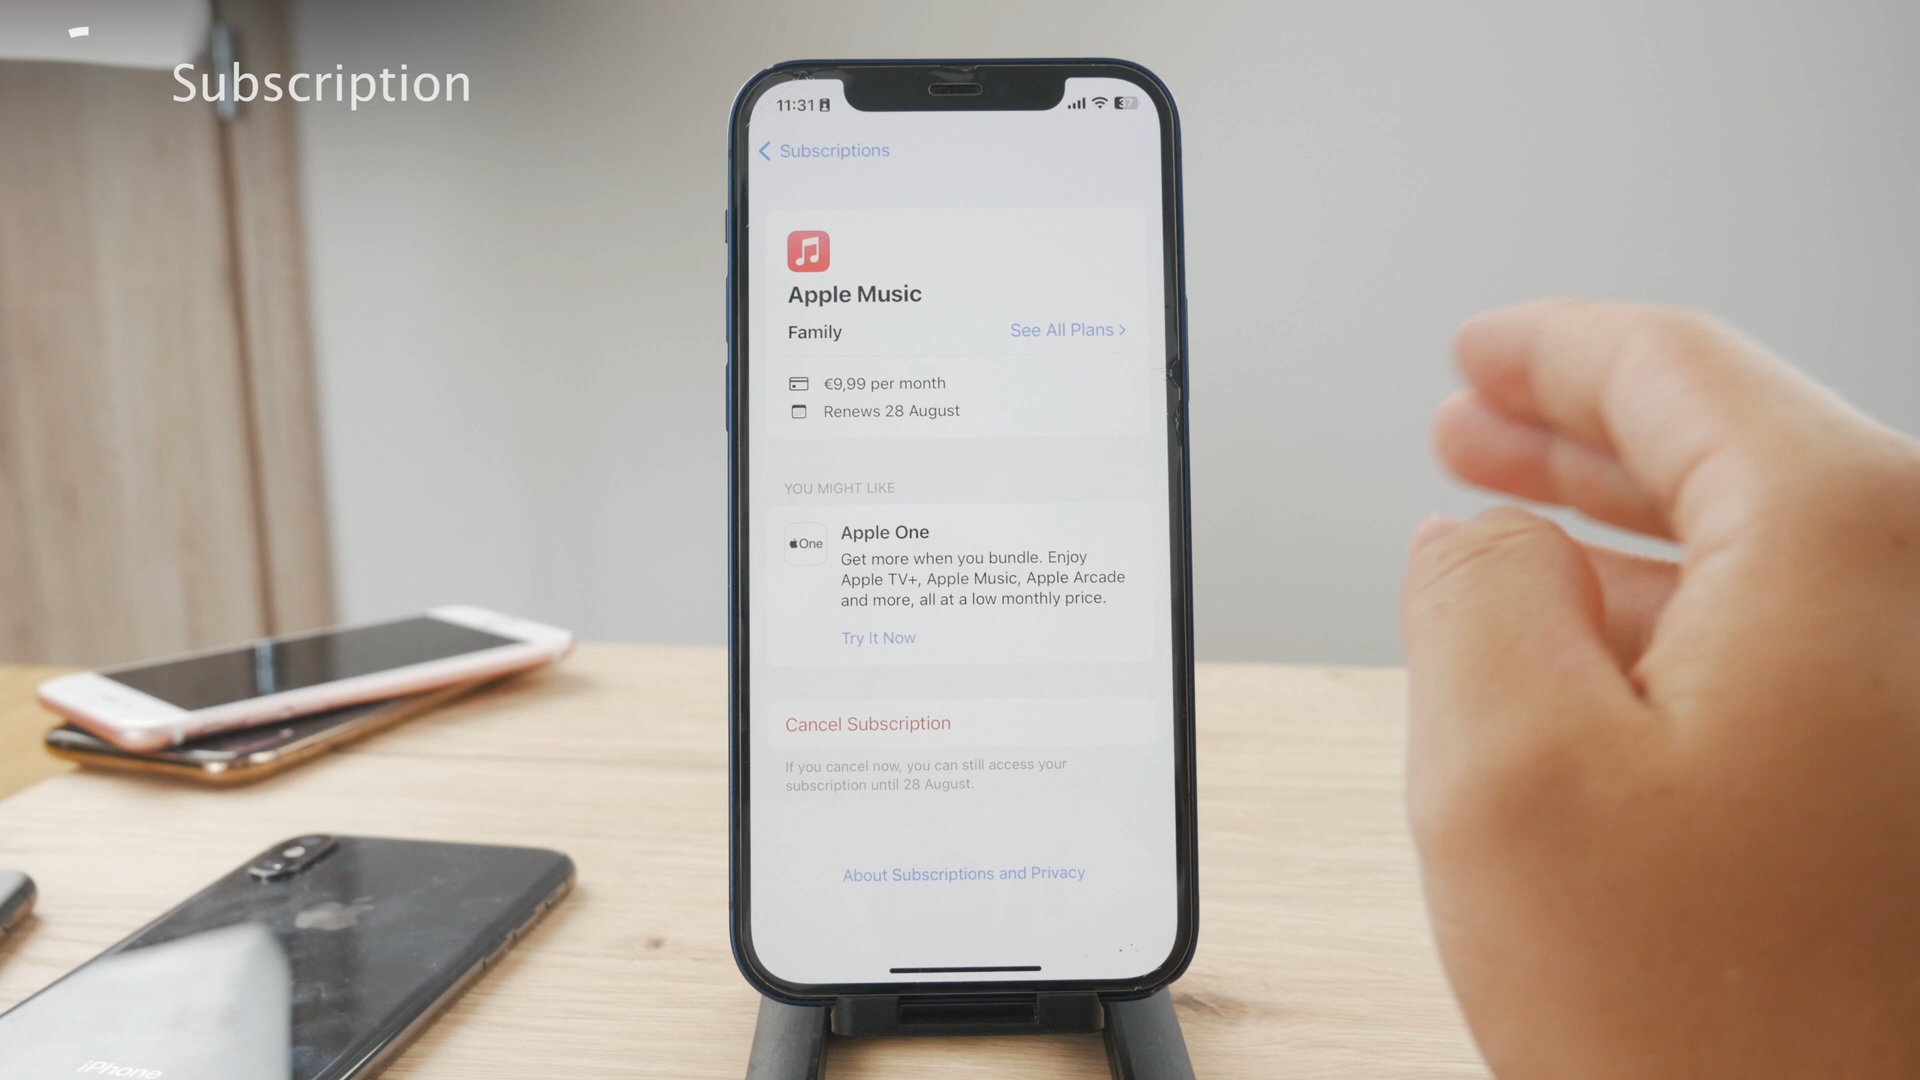 Subscription
11:31
37
Subscriptions
Apple Music
Family
See All Plans
€9,99 per month
Renews 28 August
YOU MIGHT LIKE
One
Apple One
Get more when you bundle. Enjoy
Apple TV+, Apple Music, Apple Arcade
and more, all at a low monthly price.
Try It Now
Cancel Subscription
If you cancel now, you can still access your
subscription until 28 August.
About Subscriptions and Privacy
iPhone